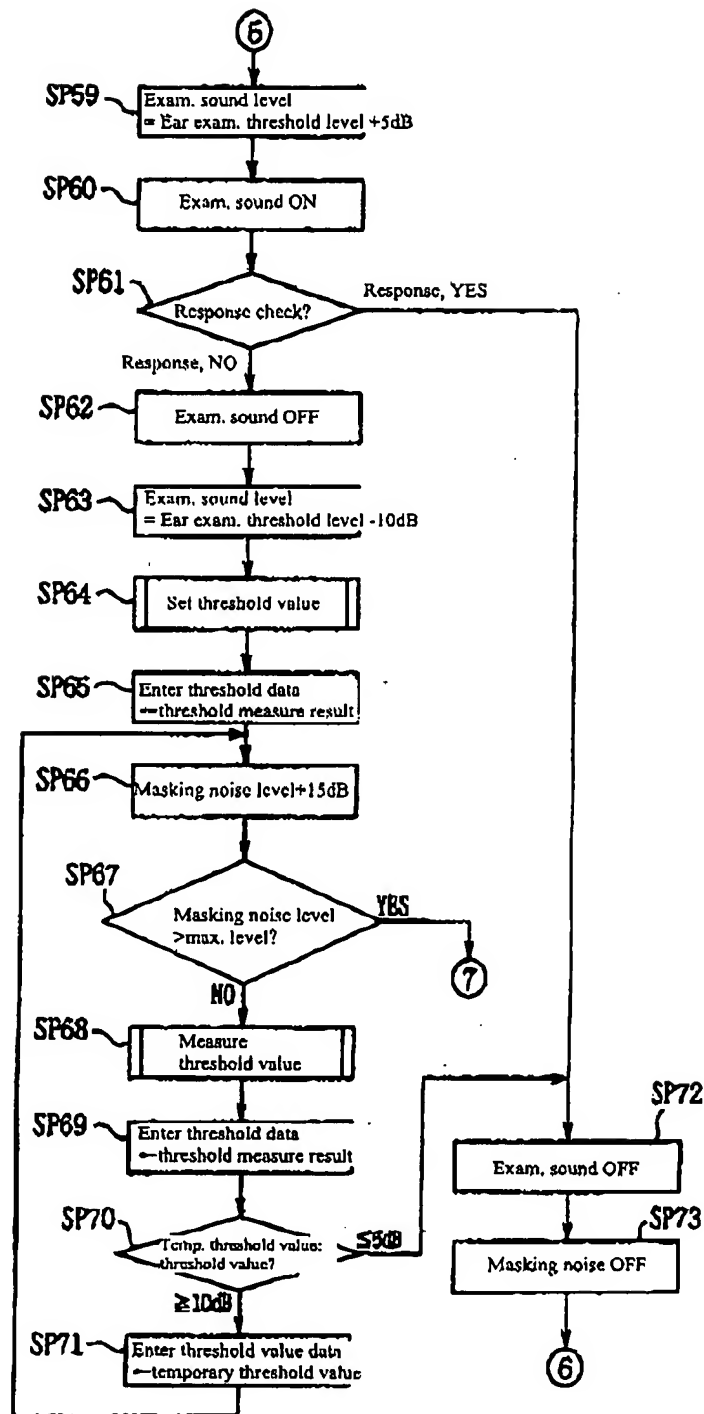 5
SP59
Exam. sound level
= Ear exam. threshold level +5dB
SP60
Exam. sound ON
SP61
Response check?
Response, YES
Response, NO
SP62
Exam. sound OFF
SP63
Exam. sound level
= Ear exam. threshold level -10dB
SP64
Set threshold value
SP65
Enter threshold data
←threshold measure result
SP66
Masking noise level+15dB
SP67
Masking noise level
>max. level?
YES
7
NO
SP68
Measure
threshold value
SP69
Enter threshold data
←threshold measure result
SP70
Temp. threshold value:
threshold value?
≦5dB
≧10dB
SP71
Enter threshold value data
←temporary threshold value
SP72
Exam. sound OFF
SP73
Masking noise OFF
6